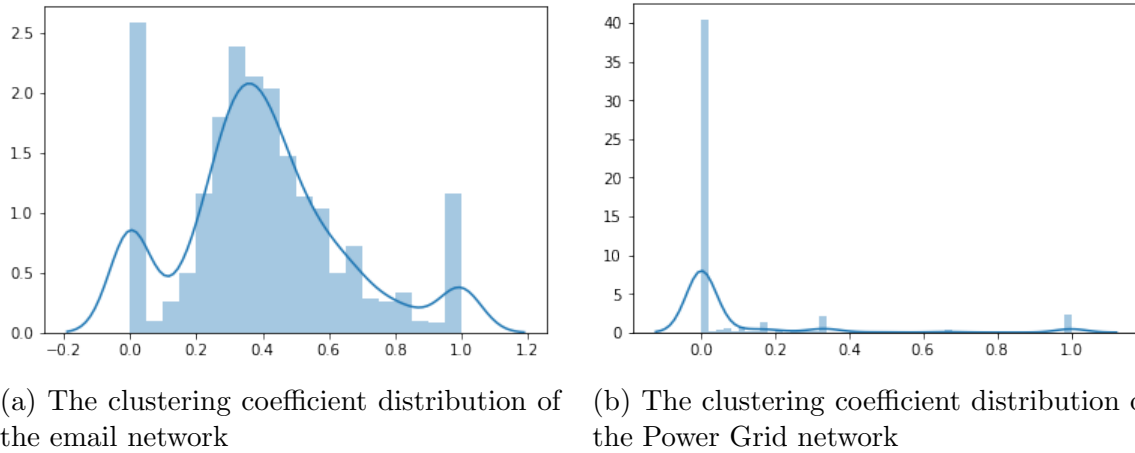 2.5
2.0
1.5
1.0
0.5
0.0
−0.2 0.0 0.2 0.4 0.6 0.8 1.0 1.2
40
35
30
25
20
15
10
5
0
0.0 0.2 0.4 0.6 0.8 1.0
(a) The clustering coefficient distribution of
the email network
(b) The clustering coefficient distribution
the Power Grid network